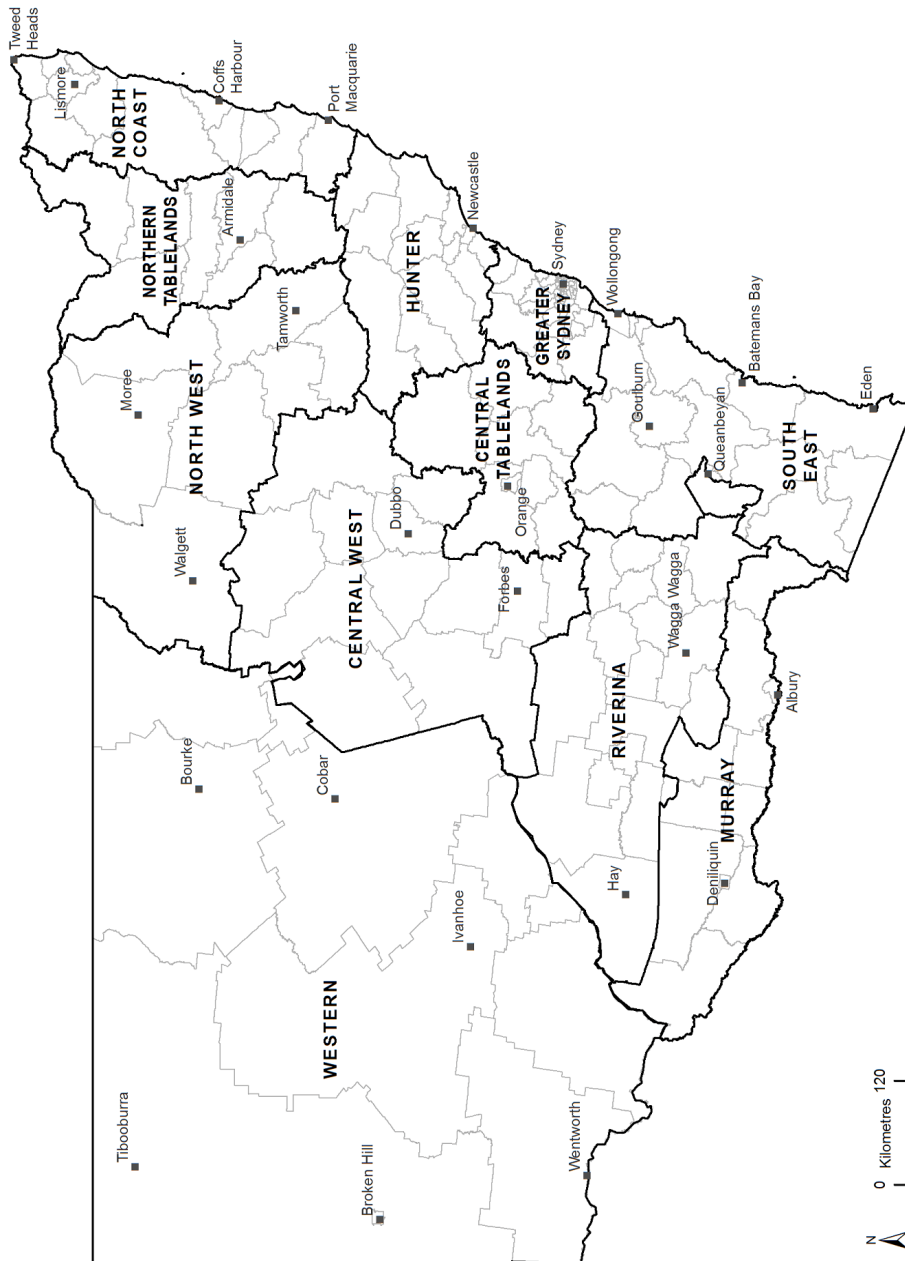 Tweed
Heads
Lismore
NORTH
COAST
Coffs
Harbour
Port
Macquarie
NORTHERN
TABLELANDS
Armidale
Moree
NORTH WEST
Tamworth
HUNTER
Newcastle
Walgett
CENTRAL WEST
Dubbo
CENTRAL
TABLELANDS
Orange
GREATER
SYDNEY
Sydney
Wollongong
Bourke
Cobar
Forbes
Goulburn
Queanbeyan
Batemans Bay
SOUTH
EAST
Eden
RIVERINA
Wagga Wagga
Albury
MURRAY
Deniliquin
Hay
Ivanhoe
WESTERN
Tibooburra
Broken Hill
Wentworth
N
0
Kilometres
120